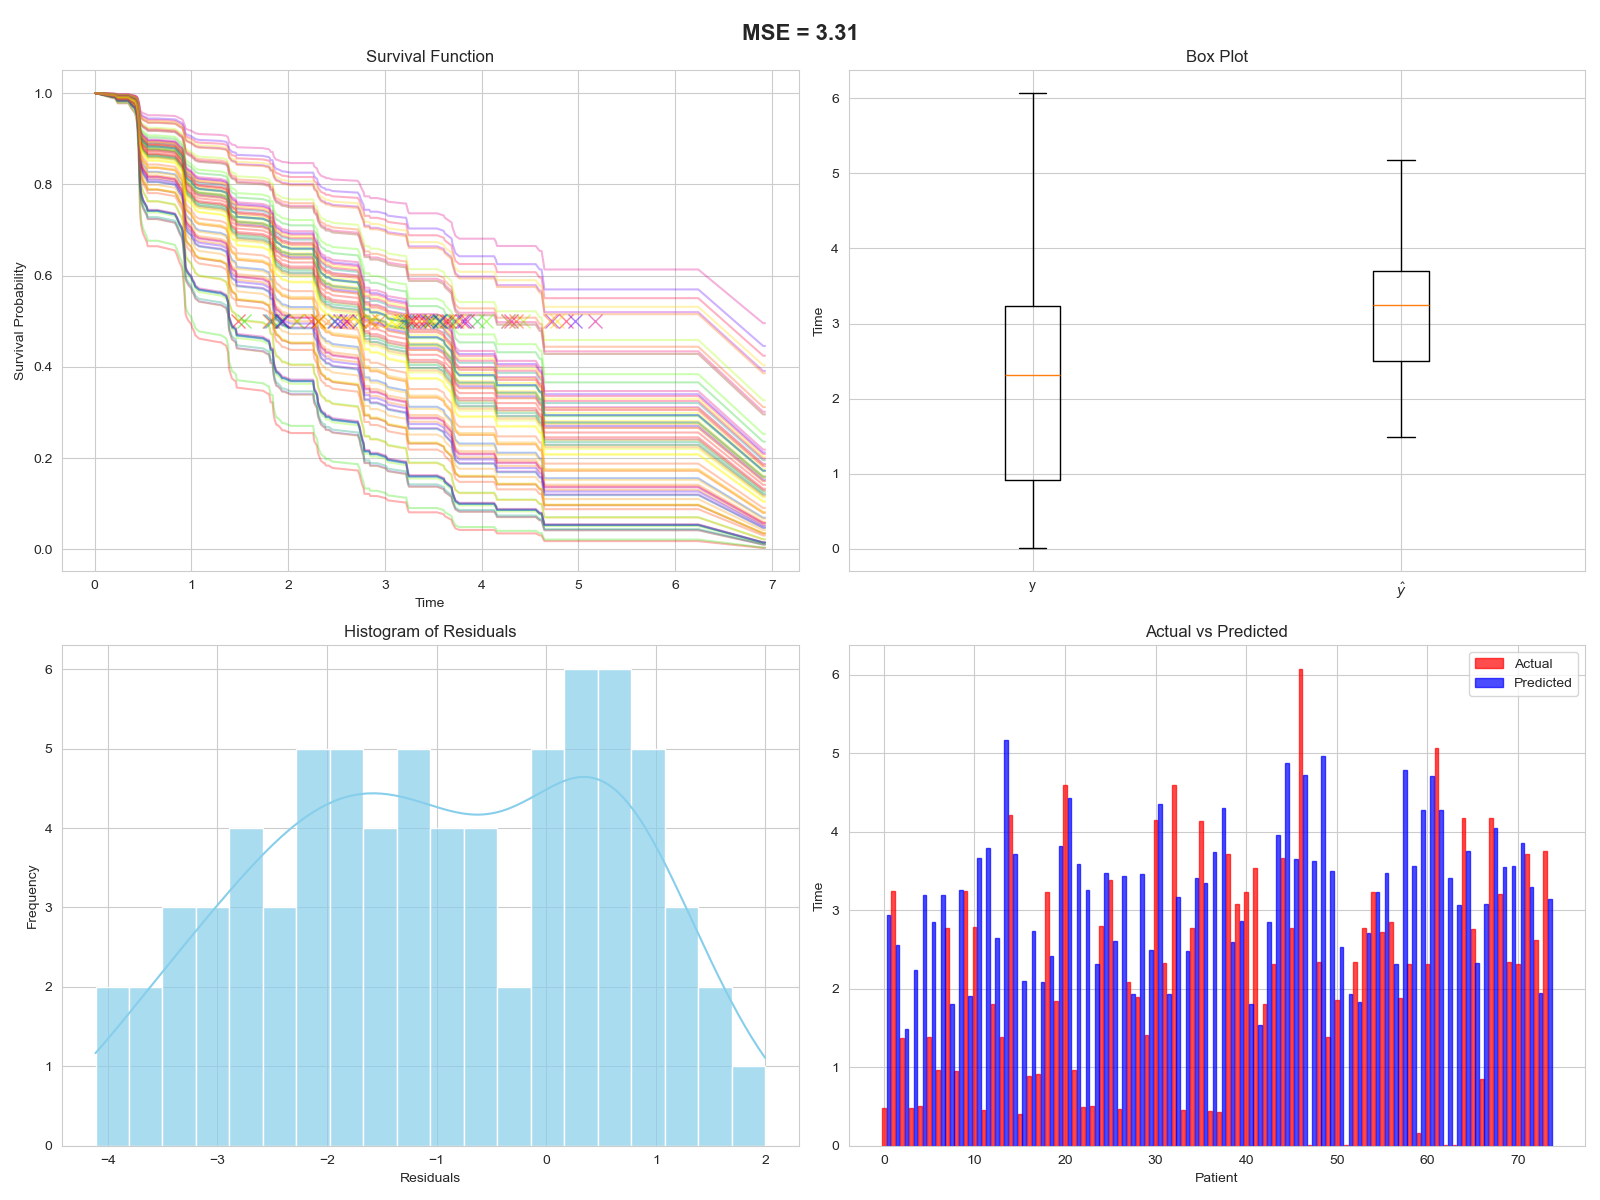 MSE = 3.31
Survival Function
Survival Probability
1.0
0.8
0.6
0.4
0.2
0.0
0 1 2 3 4 5 6 7
Time
Box Plot
Time
6
5
4
3
2
1
0
y ŷ
Histogram of Residuals
Frequency
6
5
4
3
2
1
0
−4 −3 −2 −1 0 1 2
Residuals
Actual vs Predicted
Actual
Predicted
Time
6
5
4
3
2
1
0
0 10 20 30 40 50 60 70
Patient